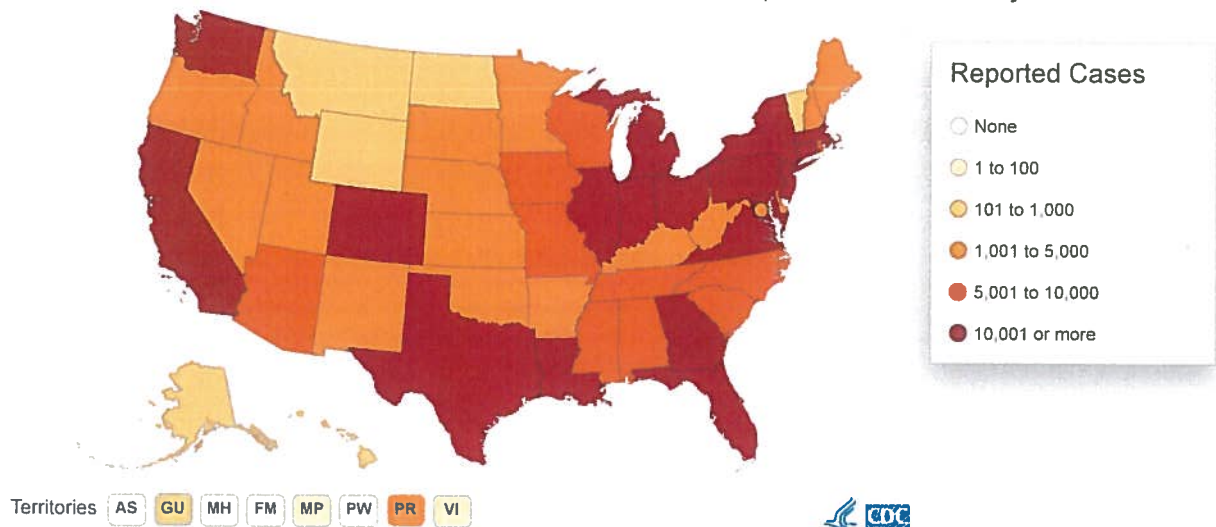 Reported Cases
None
1 to 100
101 to 1,000
1,001 to 5,000
5,001 to 10,000
10,001 or more
Territories AS GU MH FM MP PW PR VI
CDC